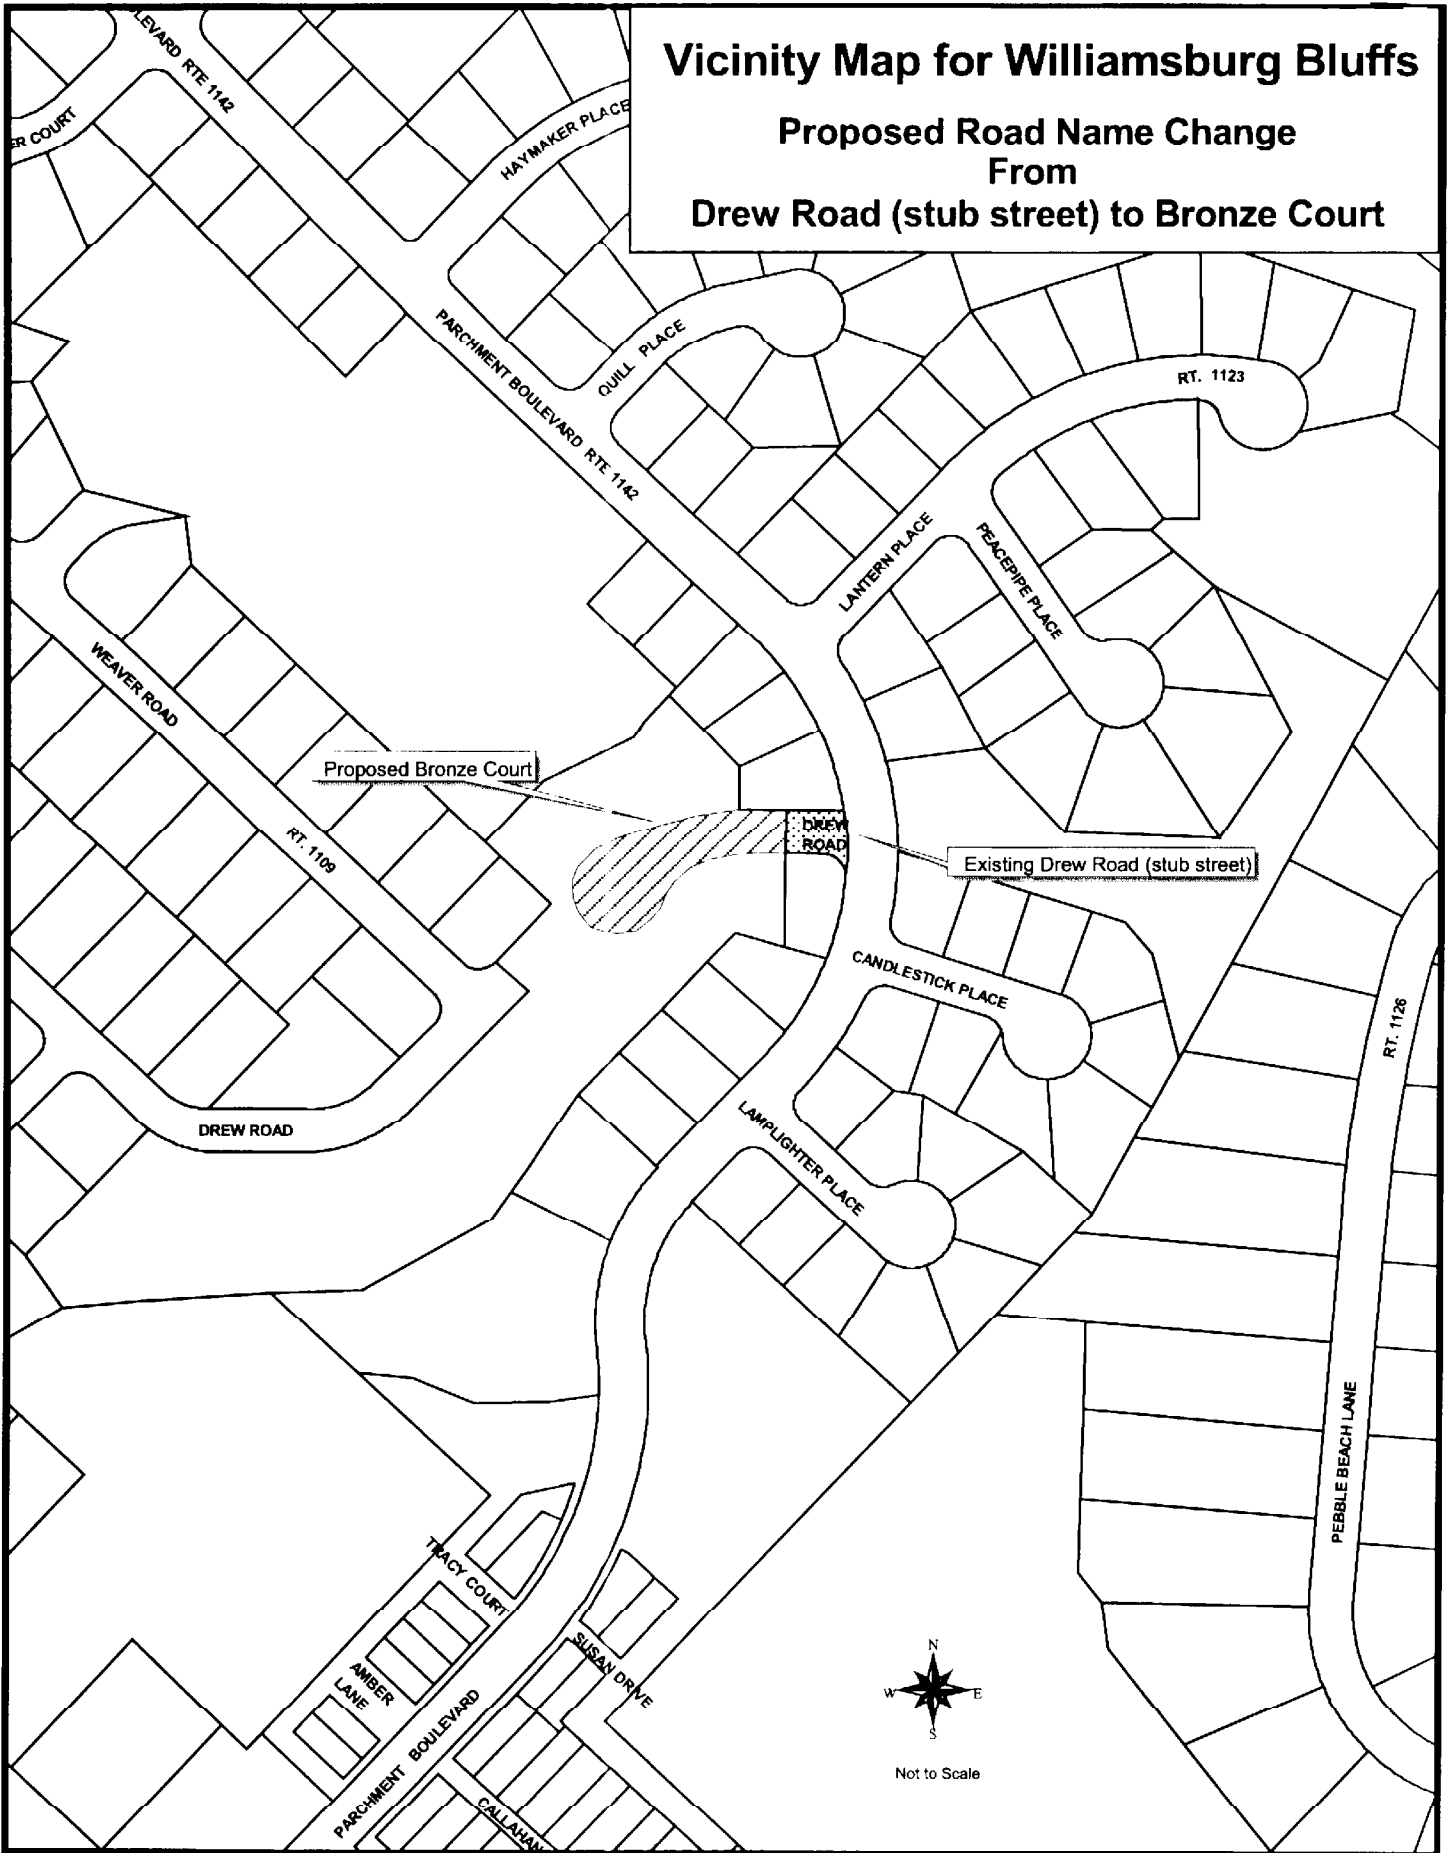 Vicinity Map for Williamsburg Bluffs
Proposed Road Name Change
From
Drew Road (stub street) to Bronze Court
RTE 1142
COURT
HAYMAKER PLACE
PARCHMENT BOULEVARD RTE 1142
QUILL PLACE
RT. 1123
LANTERN PLACE
PEACEPIPE PLACE
WEAVER ROAD
Proposed Bronze Court
DREW
ROAD
RT. 1109
Existing Drew Road (stub street)
CANDLESTICK PLACE
RT. 1126
LAMPLIGHTER PLACE
DREW ROAD
PEBBLE BEACH LANE
TRACY COURT
SUSAN DRIVE
AMBER
LANE
PARCHMENT BOULEVARD
CALLAHAN
N
W E
S
Not to Scale